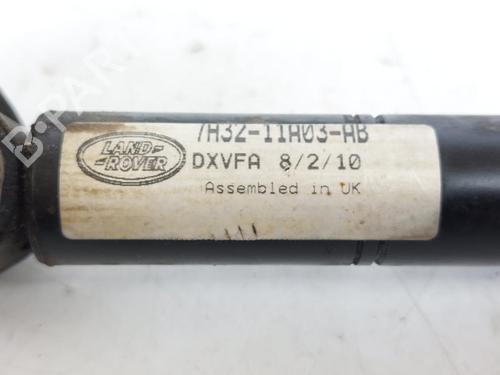 7H32-11A03-AB
LAND-
ROVER
DXVFA 8/2/10
Assembled in UK